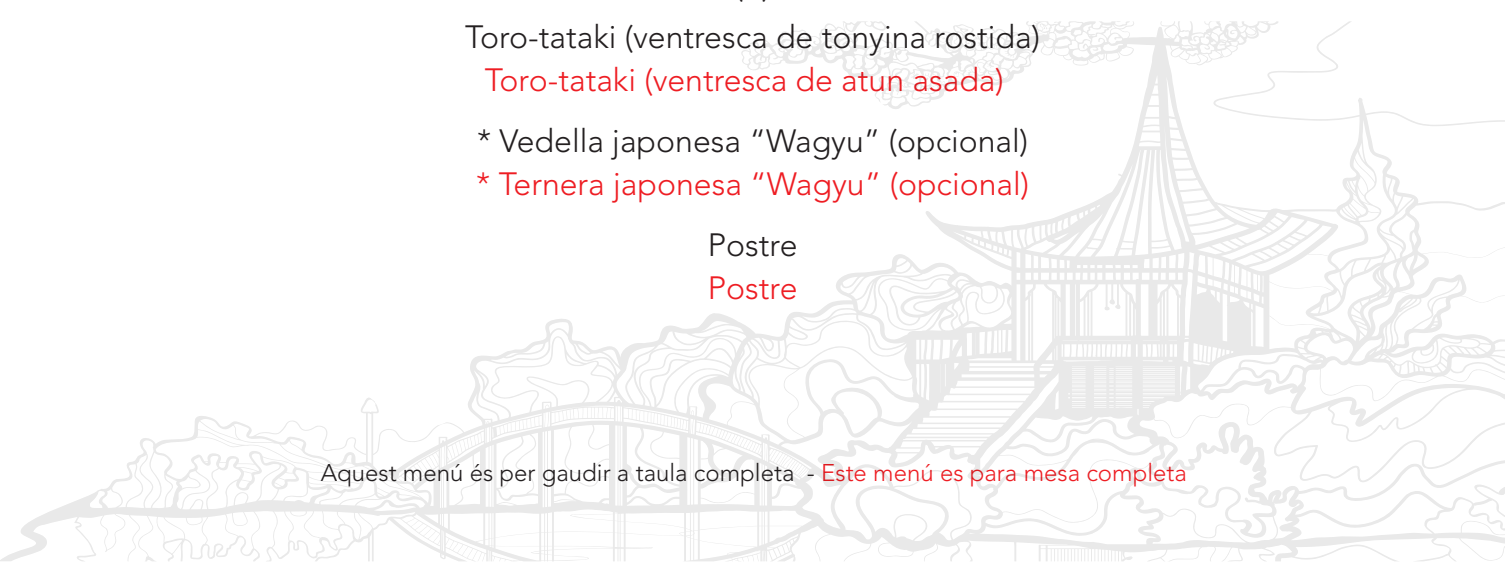 Toro-tataki (ventresca de tonyina rostida)
Toro-tataki (ventresca de atun asada)
* Vedella japonesa “Wagyu” (opcional)
* Ternera japonesa “Wagyu” (opcional)
Postre
Postre
Aquest menú és per gaudir a taula completa - Este menú es para mesa completa